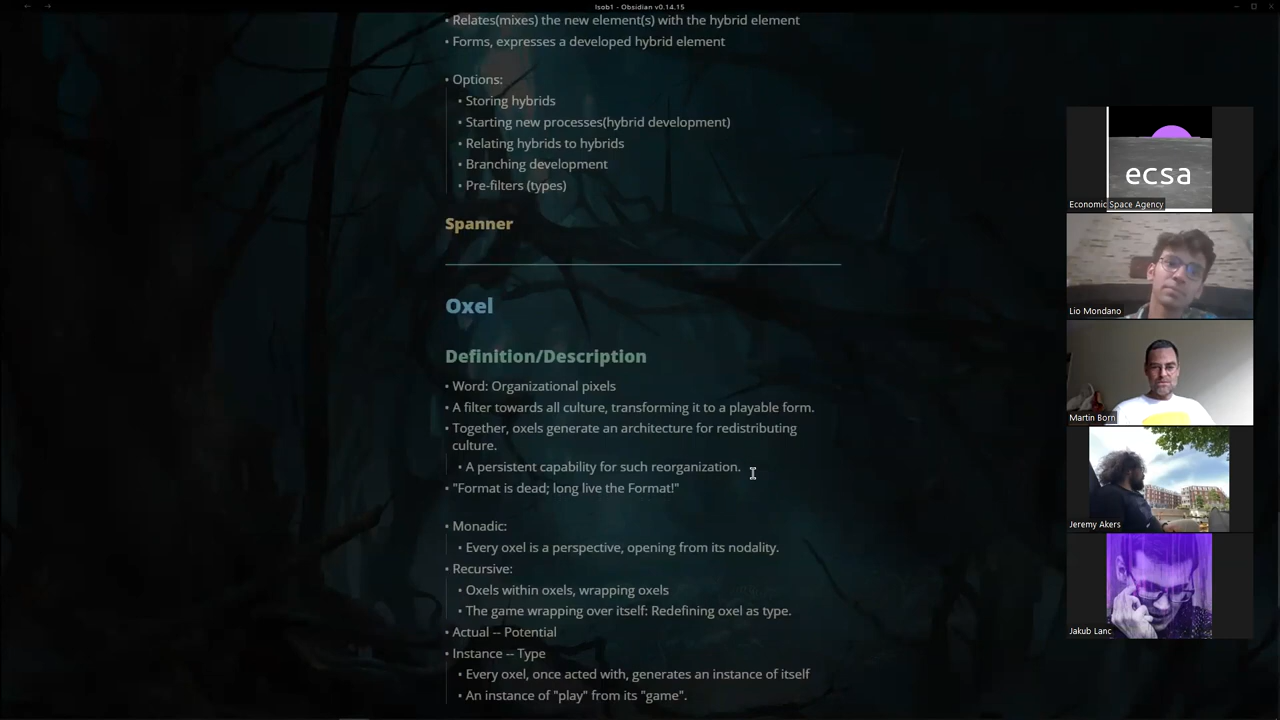 Isob1 - Obsidian v0.14.15
• Relates(mixes) the new element(s) with the hybrid element
• Forms, expresses a developed hybrid element
• Options:
• Storing hybrids
• Starting new processes(hybrid development)
• Relating hybrids to hybrids
• Branching development
• Pre-filters (types)
Spanner
Oxel
Definition/Description
• Word: Organizational pixels
• A filter towards all culture, transforming it to a playable form.
• Together, oxels generate an architecture for redistributing
culture.
• A persistent capability for such reorganization.
• "Format is dead; long live the Format!"
• Monadic:
• Every oxel is a perspective, opening from its nodality.
• Recursive:
• Oxels within oxels, wrapping oxels
• The game wrapping over itself: Redefining oxel as type.
• Actual -- Potential
• Instance -- Type
• Every oxel, once acted with, generates an instance of itself
• An instance of "play" from its "game".
ecsa
Economic Space Agency
Lio Mondano
Martin Born
Jeremy Akers
Jakub Lanc